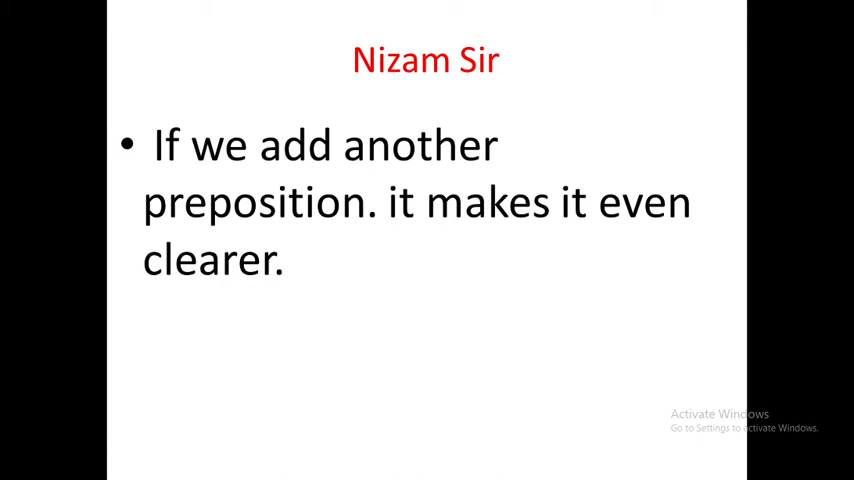 Nizam Sir
• If we add another
preposition. it makes it even
clearer.
Activate Windows
Go to Settings to activate Windows.